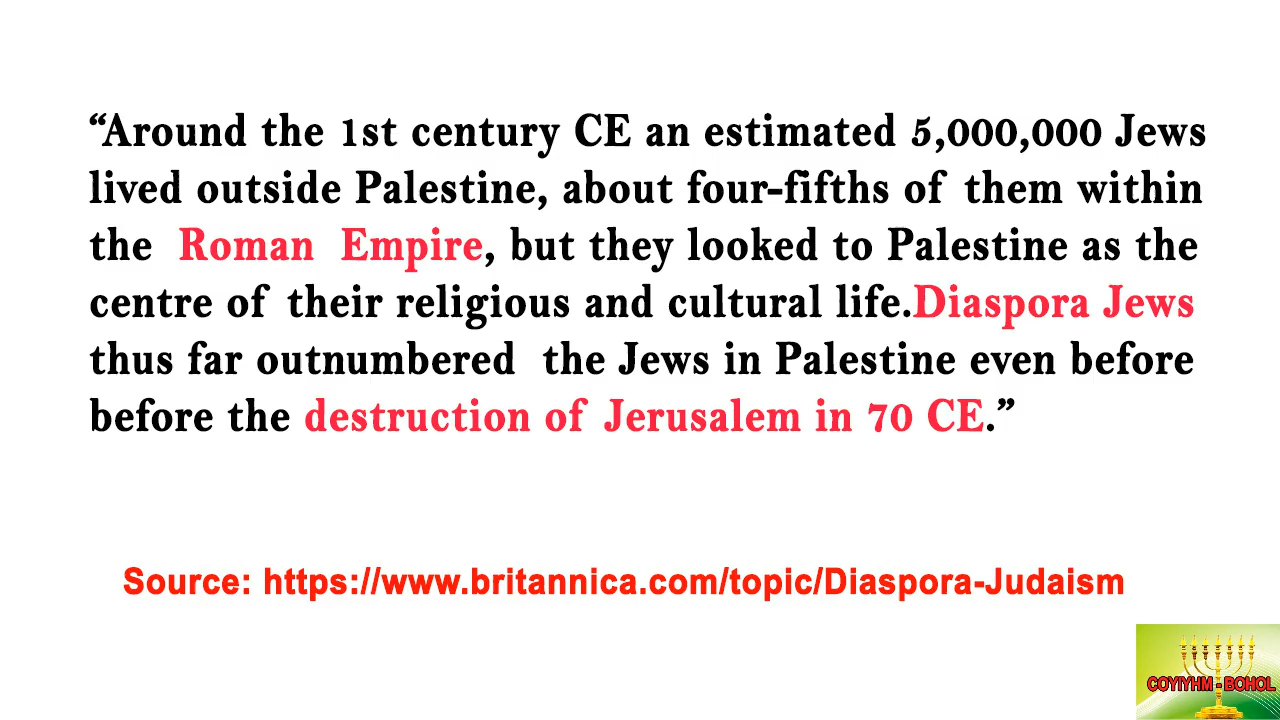 “Around the 1st century CE an estimated 5,000,000 Jews
lived outside Palestine, about four-fifths of them within
the Roman Empire, but they looked to Palestine as the
centre of their religious and cultural life.Diaspora Jews
thus far outnumbered the Jews in Palestine even before
before the destruction of Jerusalem in 70 CE.”
Source: https://www.britannica.com/topic/Diaspora-Judaism
COYIYHM - BOHOL